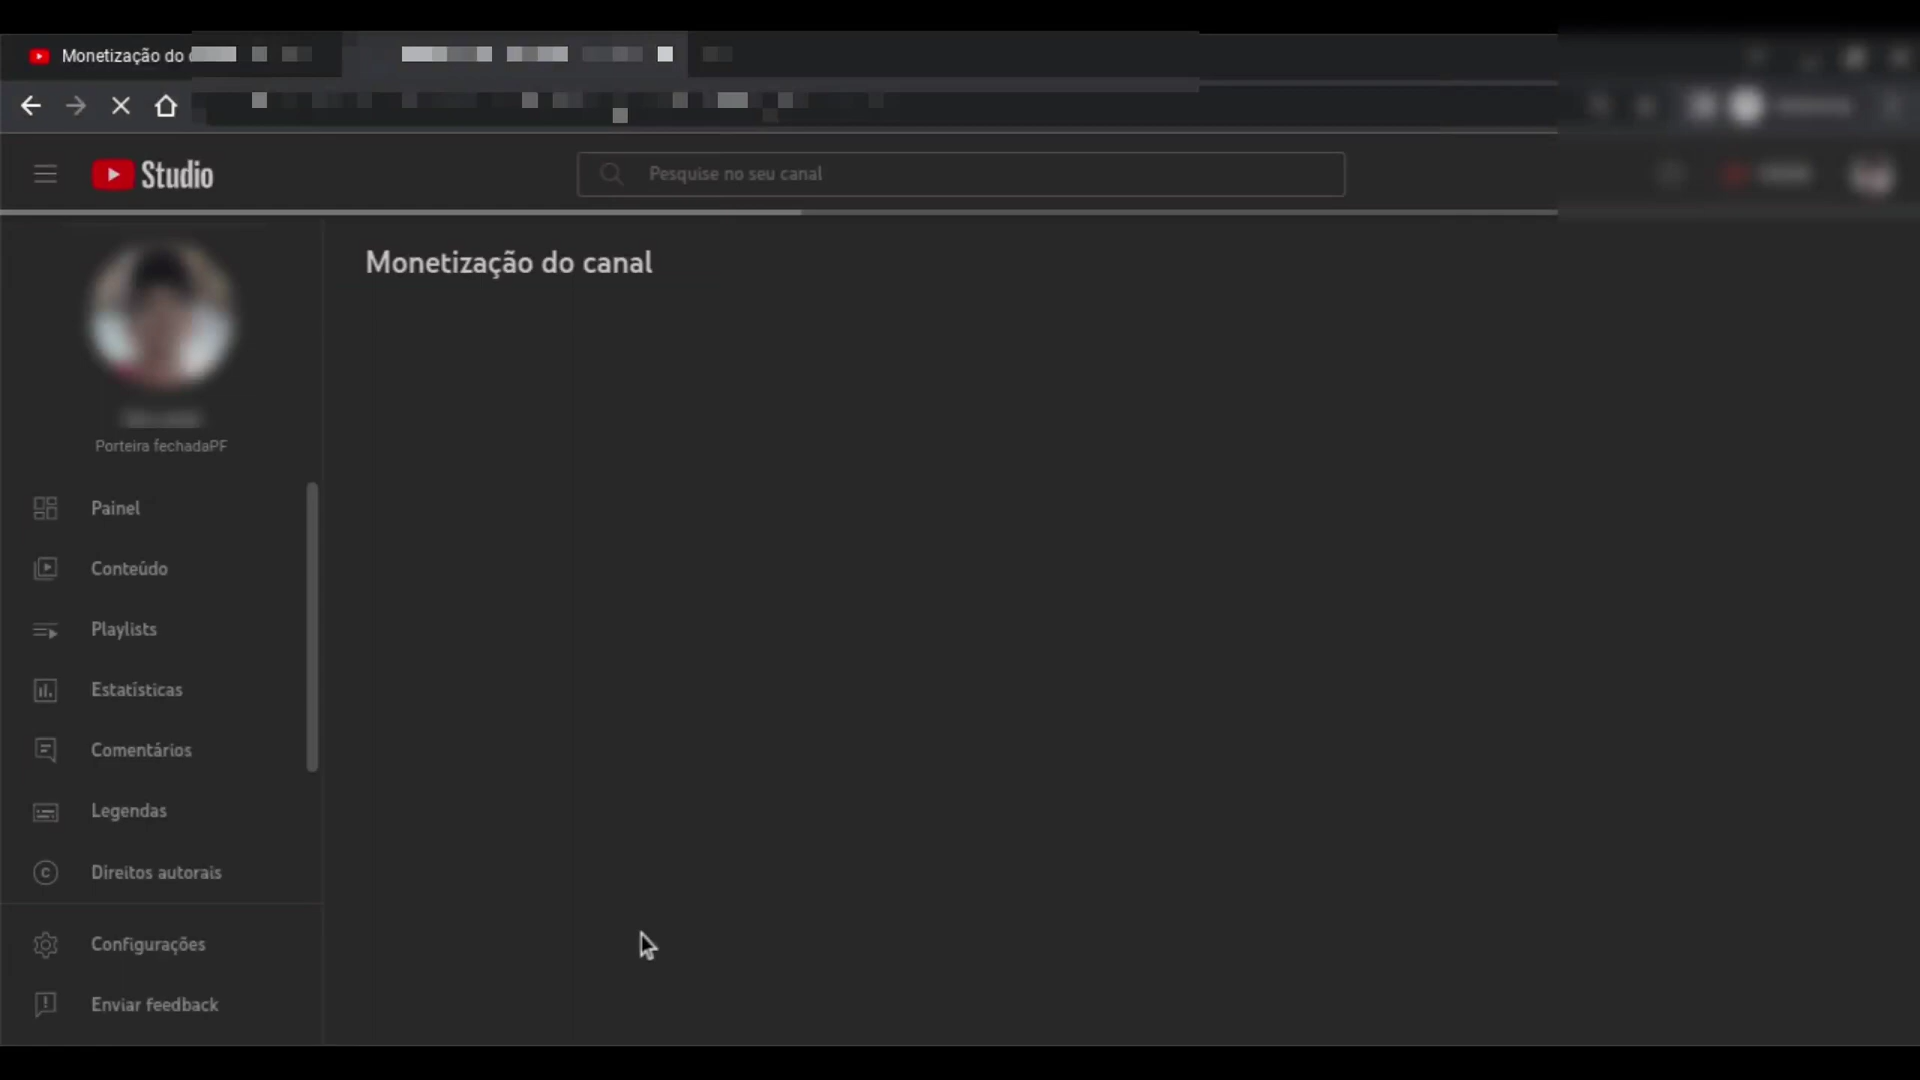 Monetização do
Studio
Pesquise no seu canal
Monetização do canal
Porteira fechadaPF
Painel
Conteúdo
Playlists
Estatísticas
Comentários
Legendas
Direitos autorais
Configurações
Enviar feedback